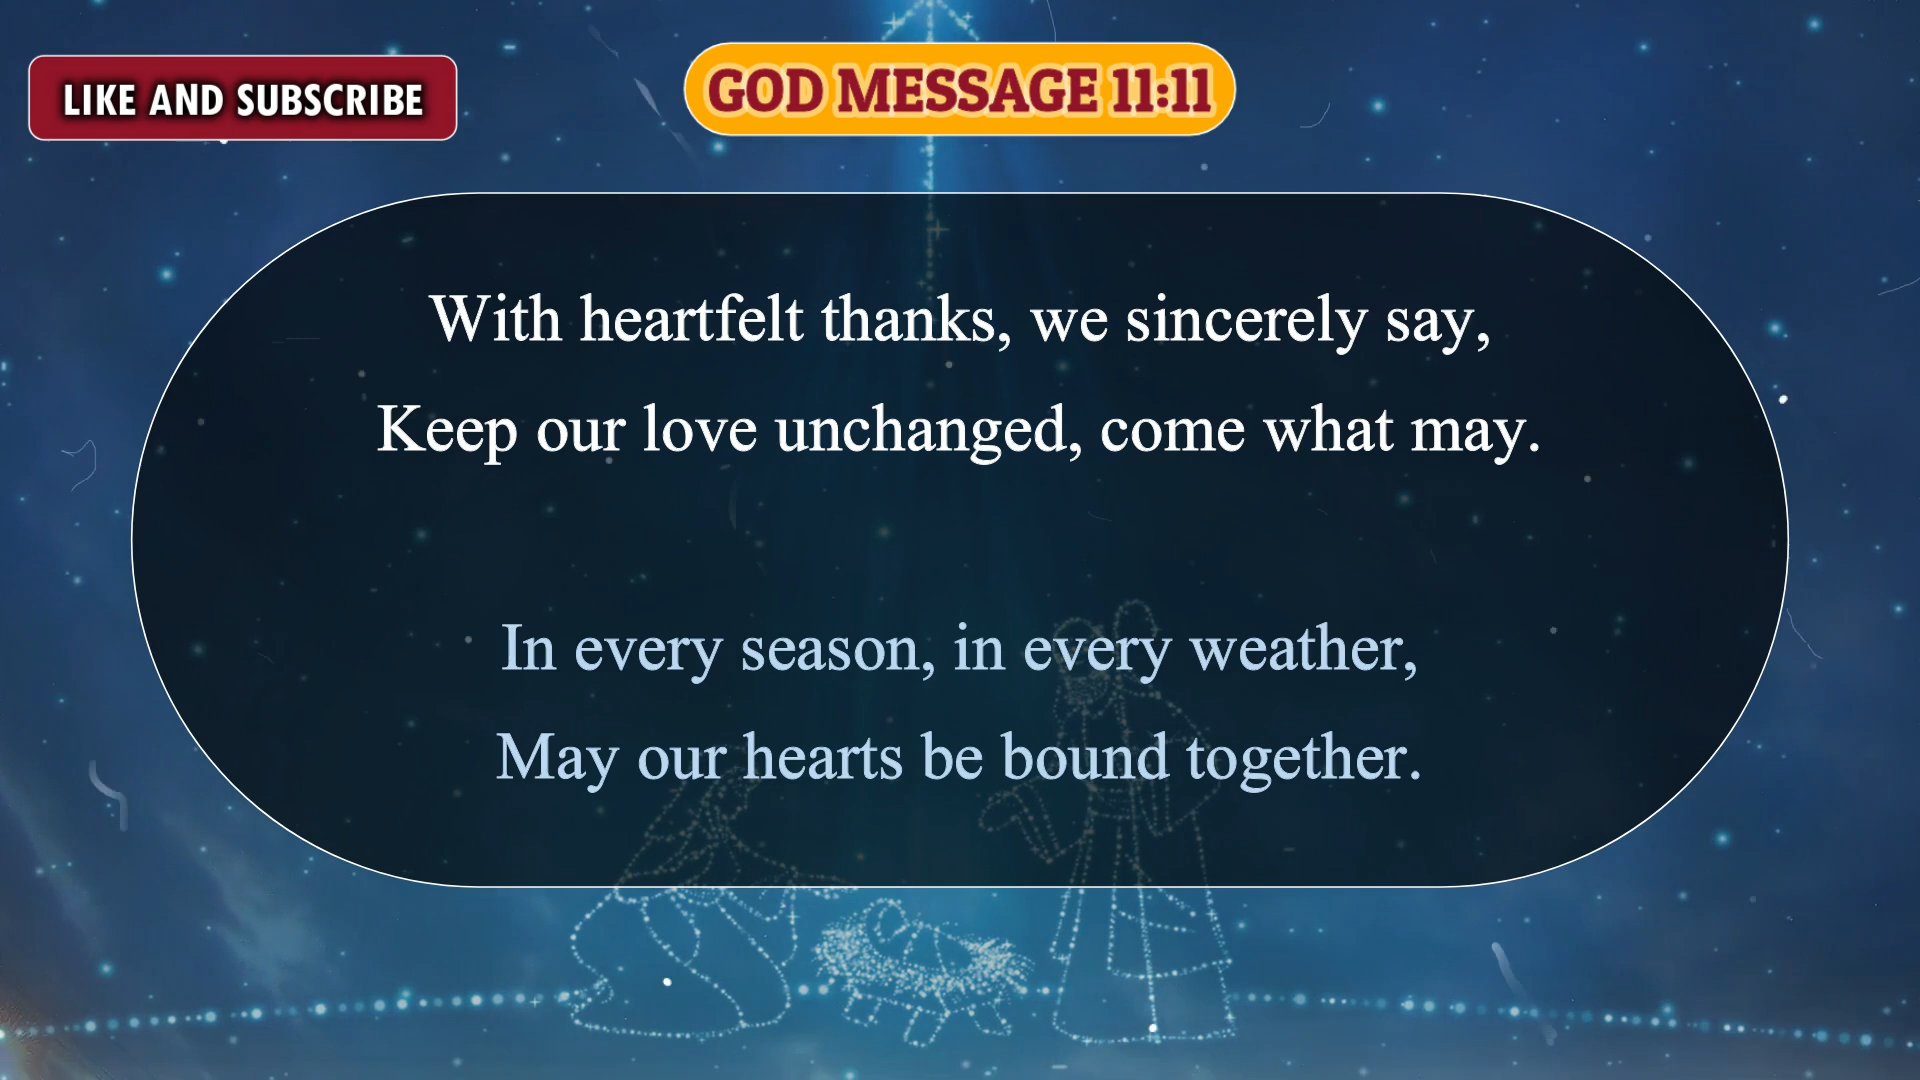 LIKE AND SUBSCRIBE
GOD MESSAGE 11:11
With heartfelt thanks, we sincerely say,
Keep our love unchanged, come what may.
In every season, in every weather,
May our hearts be bound together.